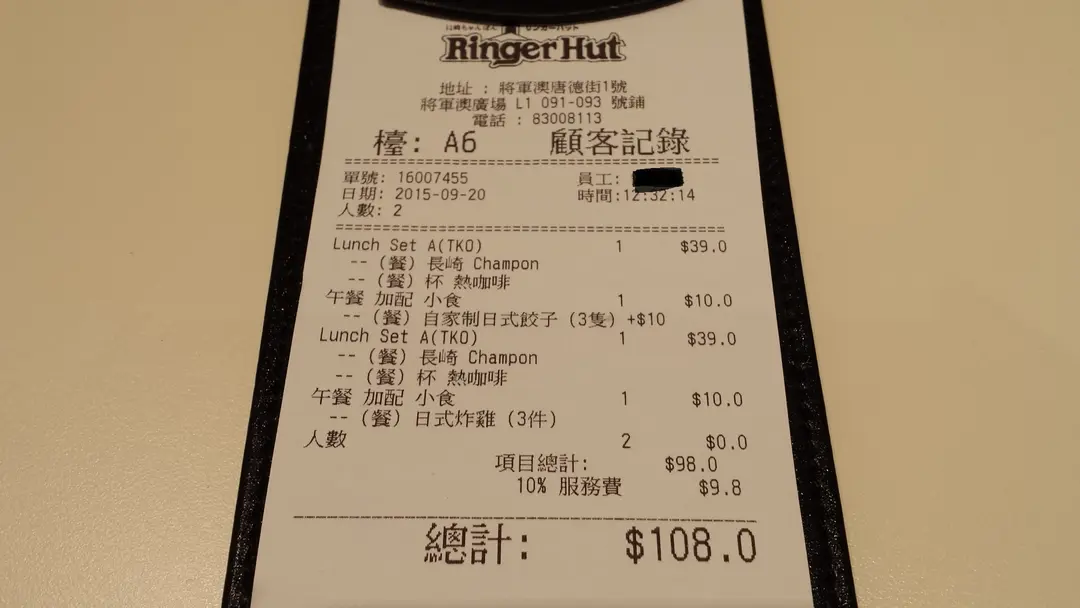 Ringer Hut
地址 : 將軍澳唐德街1號
將軍澳廣場 L1 091-093 號鋪
電話 : 83008113
檯: A6 顧客記錄
單號: 16007455 員工:
日期: 2015-09-20 時間:12:32:14
人數: 2
Lunch Set A(TKO) 1 $39.0
-- (餐) 長崎 Champon
-- (餐) 杯 熱咖啡
午餐 加配 小食 1 $10.0
-- (餐) 自家制日式餃子 (3隻) +$10
Lunch Set A(TKO) 1 $39.0
-- (餐) 長崎 Champon
-- (餐) 杯 熱咖啡
午餐 加配 小食 1 $10.0
-- (餐) 日式炸雞 (3件)
人數 2 $0.0
項目總計: $98.0
10% 服務費 $9.8
總計: $108.0